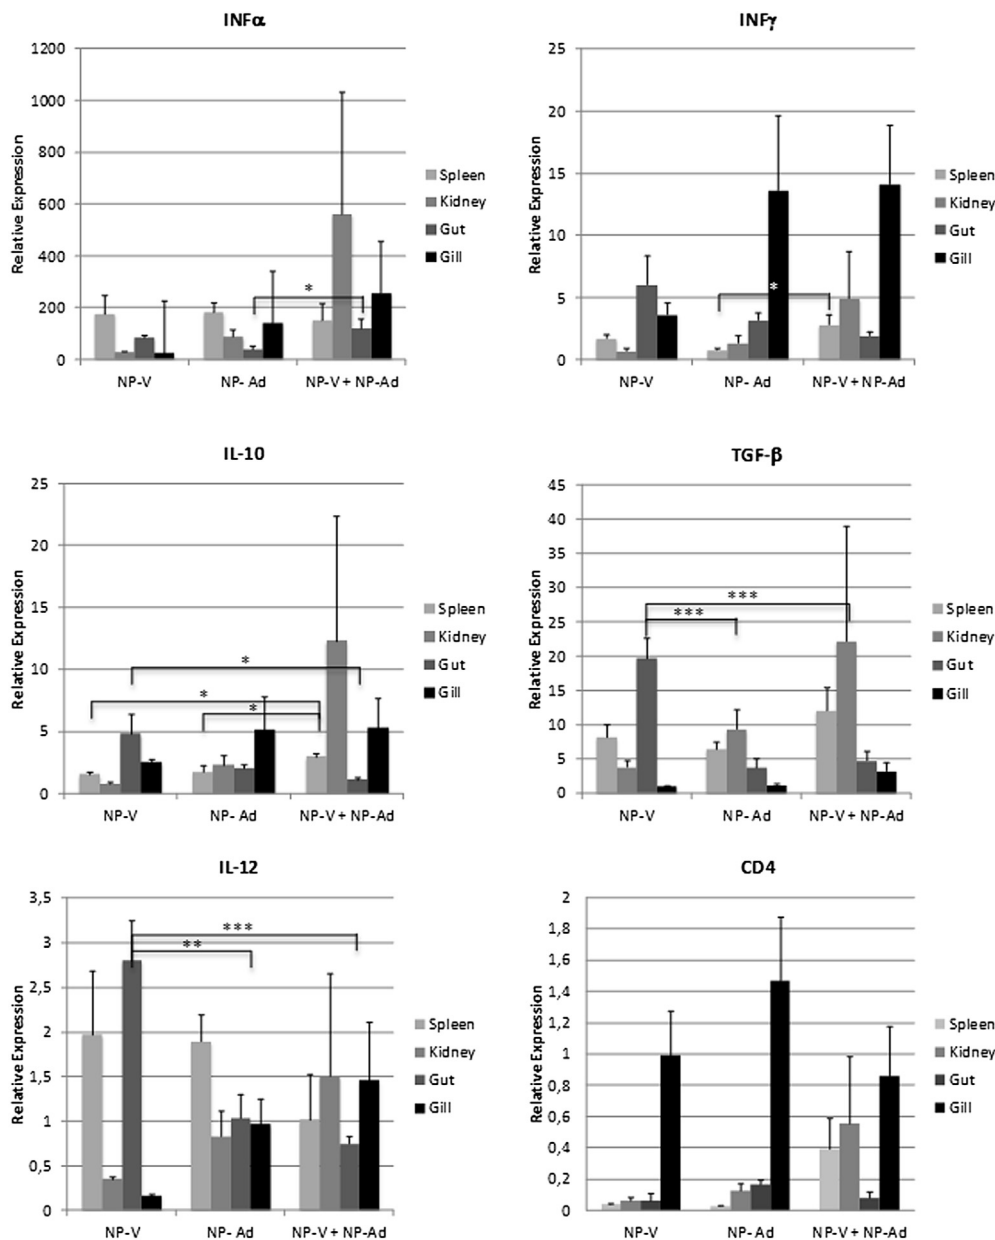 INFα
Relative Expression
1200
1000
800
600
400
200
0
*
NP-V NP- Ad NP-V + NP-Ad
Spleen
Kidney
Gut
Gill
INFγ
Relative Expression
25
20
15
10
5
0
*
NP-V NP- Ad NP-V + NP-Ad
Spleen
Kidney
Gut
Gill
IL-10
Relative Expression
25
20
15
10
5
0
*
*
*
NP-V NP- Ad NP-V + NP-Ad
Spleen
Kidney
Gut
Gill
TGF-β
Relative Expression
45
40
35
30
25
20
15
10
5
0
***
***
NP-V NP- Ad NP-V + NP-Ad
Spleen
Kidney
Gut
Gill
IL-12
Relative Expression
3,5
3
2,5
2
1,5
1
0,5
0
***
**
NP-V NP- Ad NP-V + NP-Ad
Spleen
Kidney
Gut
Gill
CD4
Relative Expression
2
1,8
1,6
1,4
1,2
1
0,8
0,6
0,4
0,2
0
NP-V NP- Ad NP-V + NP-Ad
Spleen
Kidney
Gut
Gill